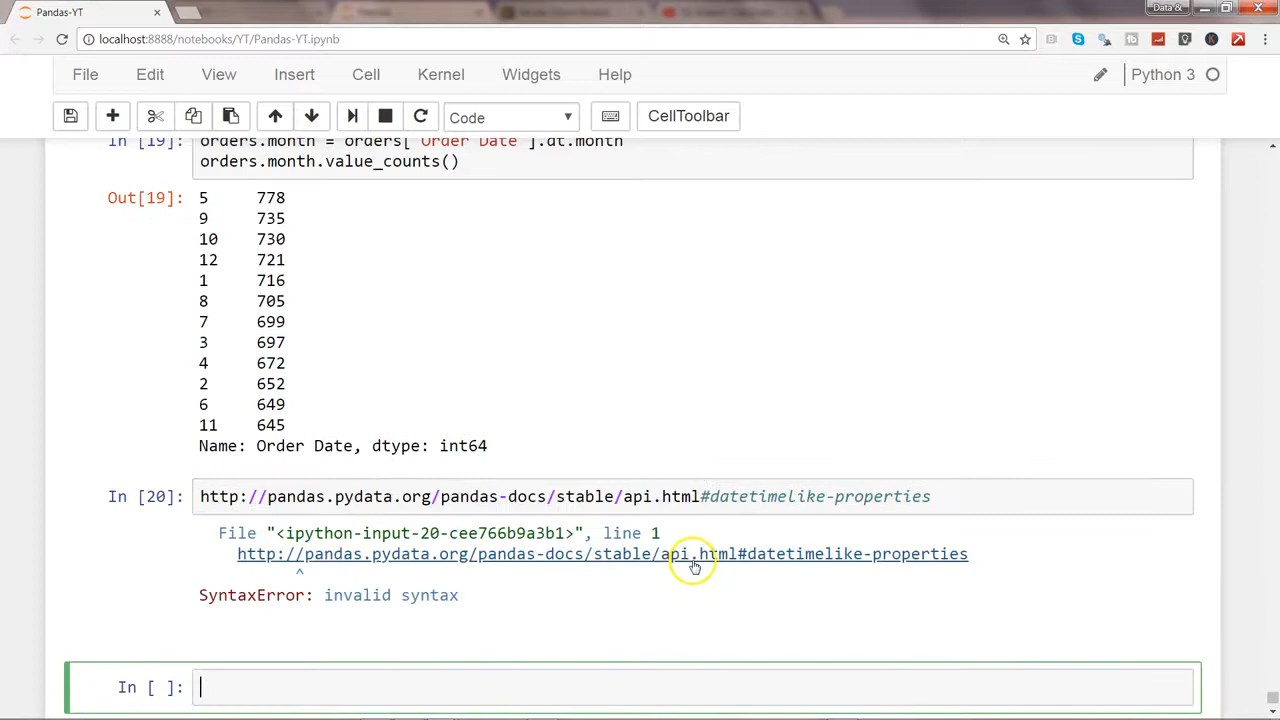 Pandas-YT
Data &
localhost:8888/notebooks/YT/Pandas-YT.ipynb
File Edit View Insert Cell Kernel Widgets Help
Python 3
Code
CellToolbar
In [19]: orders.month = orders["Order Date"].dt.month
orders.month.value_counts()
Out[19]: 5 778
9 735
10 730
12 721
1 716
8 705
7 699
3 697
4 672
2 652
6 649
11 645
Name: Order Date, dtype: int64
In [20]: http://pandas.pydata.org/pandas-docs/stable/api.html#datetimelike-properties
File "<ipython-input-20-cee766b9a3b1>", line 1
http://pandas.pydata.org/pandas-docs/stable/api.html#datetimelike-properties
^
SyntaxError: invalid syntax
In [ ]: